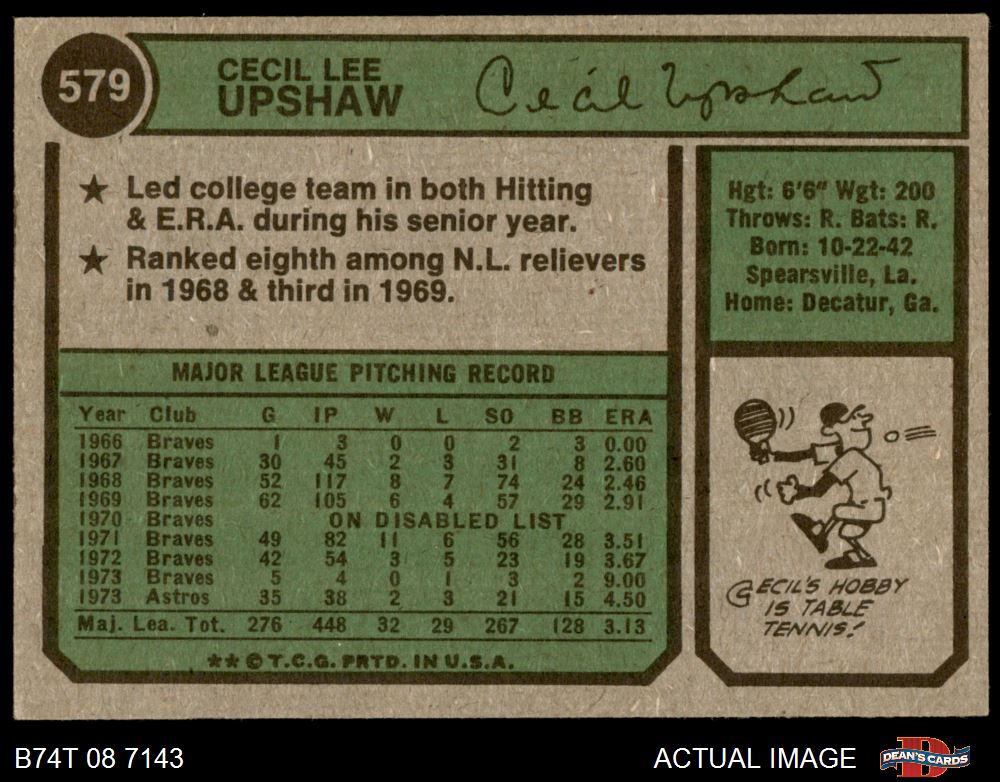 579
CECIL LEE
UPSHAW
Cecil Upshaw
★ Led college team in both Hitting
& E.R.A. during his senior year.
★ Ranked eighth among N.L. relievers
in 1968 & third in 1969.
Hgt: 6'6" Wgt: 200
Throws: R. Bats: R.
Born: 10-22-42
Spearsville, La.
Home: Decatur, Ga.
MAJOR LEAGUE PITCHING RECORD
Year Club G IP W L SO BB ERA
1966 Braves 1 3 0 0 2 3 0.00
1967 Braves 30 45 2 3 31 8 2.60
1968 Braves 52 117 8 7 74 24 2.46
1969 Braves 62 105 6 4 57 29 2.91
1970 Braves ON DISABLED LIST
1971 Braves 49 82 11 6 56 28 3.51
1972 Braves 42 54 3 5 23 19 3.67
1973 Braves 5 4 0 1 3 2 9.00
1973 Astros 35 38 2 3 21 15 4.50
Maj. Lea. Tot. 276 448 32 29 267 128 3.13
** © T.C.G. PRTD. IN U.S.A.
CECIL'S HOBBY
IS TABLE
TENNIS!
B74T 08 7143
ACTUAL IMAGE
D
DEAN'S CARDS